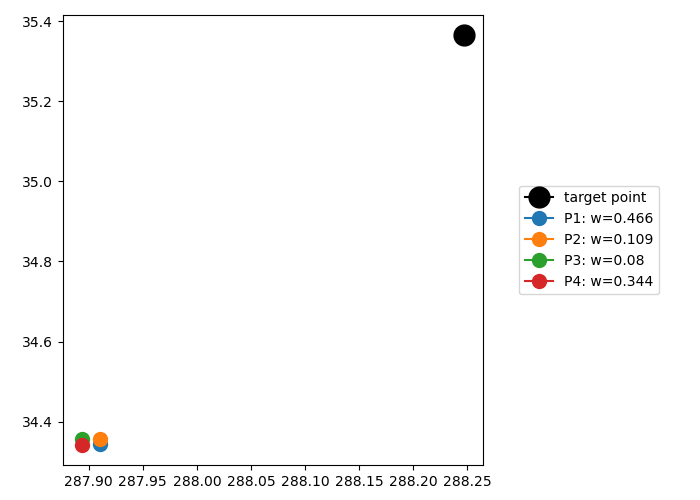 35.4
35.2
35.0
34.8
34.6
34.4
287.90 287.95 288.00 288.05 288.10 288.15 288.20 288.25
target point
P1: w=0.466
P2: w=0.109
P3: w=0.08
P4: w=0.344